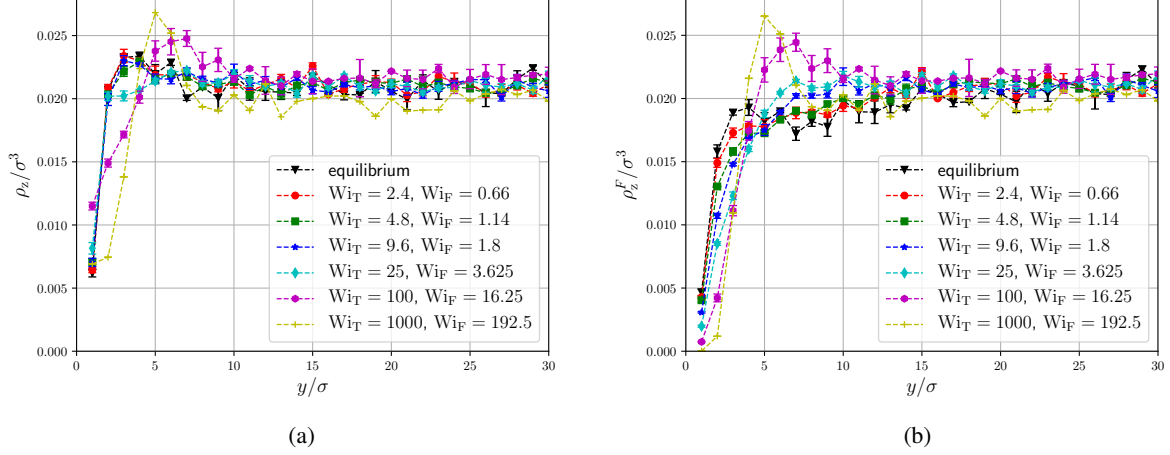 0.025
0.020
0.015
0.010
0.005
0.000
ρz/σ³
0 5 10 15 20 25 30
y/σ
equilibrium
WiT = 2.4, WiF = 0.66
WiT = 4.8, WiF = 1.14
WiT = 9.6, WiF = 1.8
WiT = 25, WiF = 3.625
WiT = 100, WiF = 16.25
WiT = 1000, WiF = 192.5
(a)
0.025
0.020
0.015
0.010
0.005
0.000
ρzF/σ³
0 5 10 15 20 25 30
y/σ
equilibrium
WiT = 2.4, WiF = 0.66
WiT = 4.8, WiF = 1.14
WiT = 9.6, WiF = 1.8
WiT = 25, WiF = 3.625
WiT = 100, WiF = 16.25
WiT = 1000, WiF = 192.5
(b)